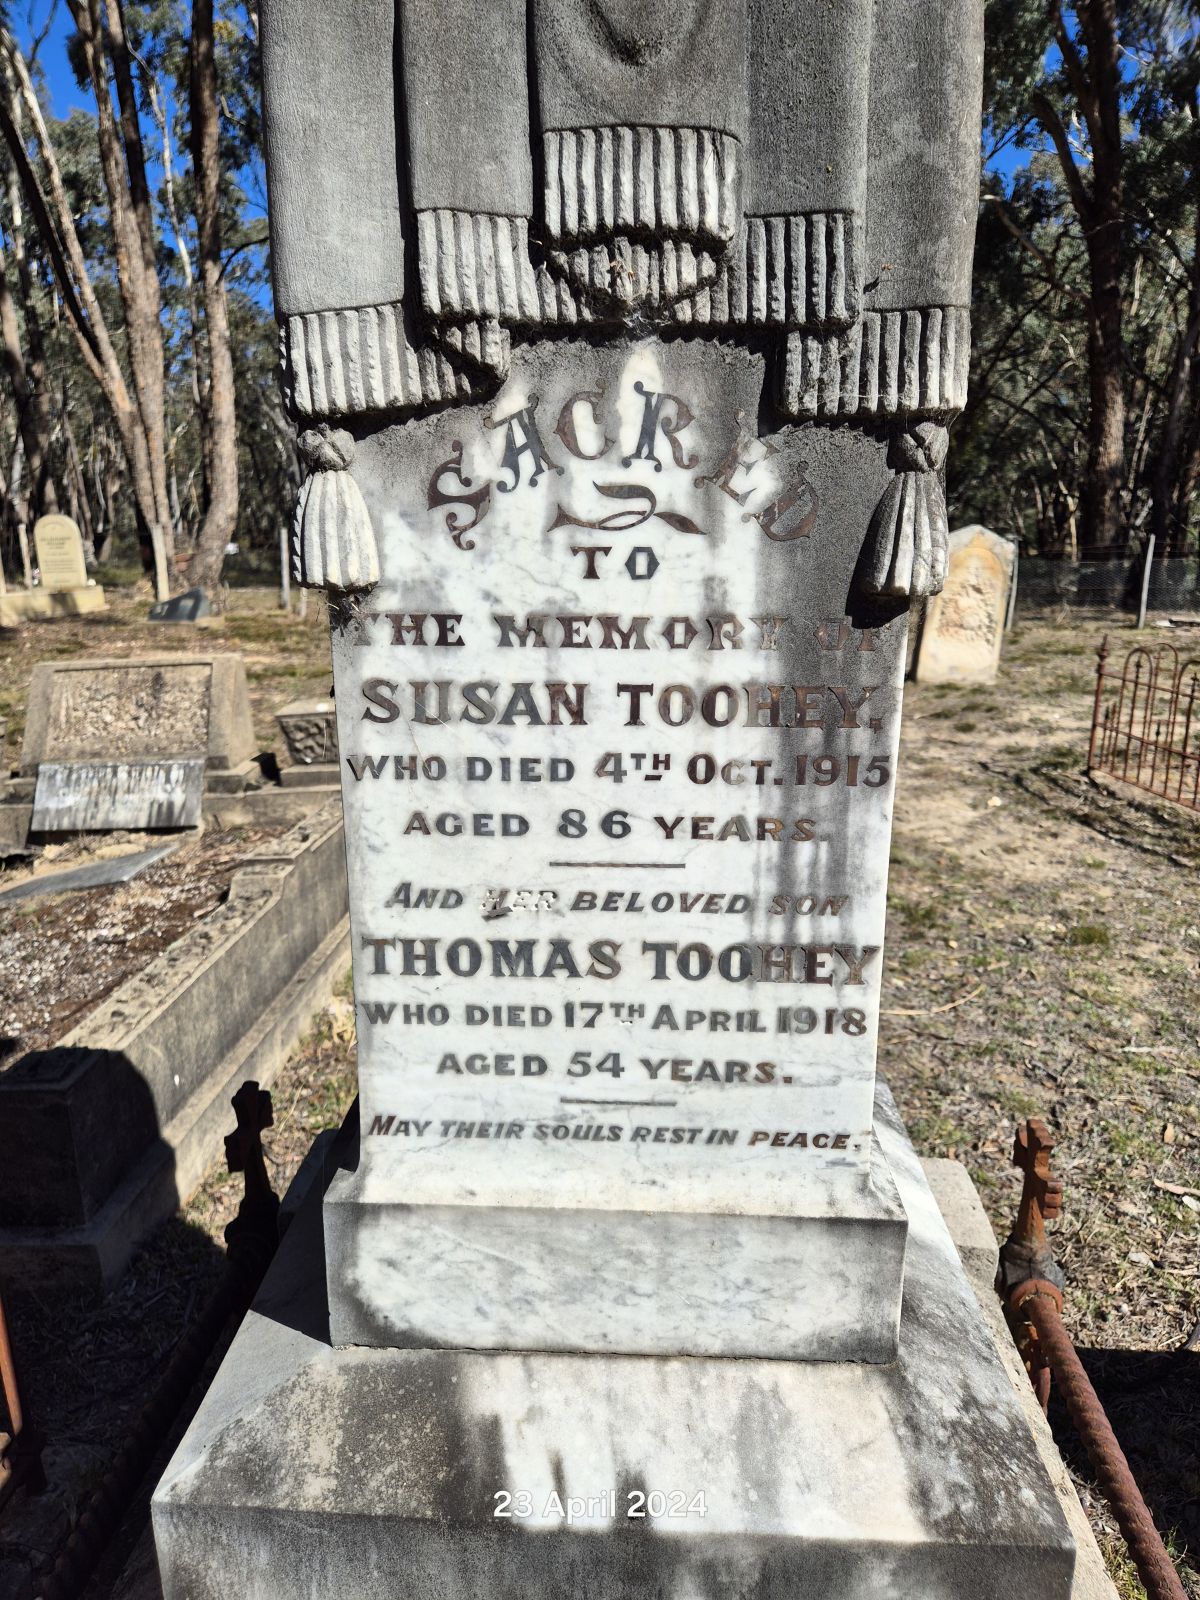 SACRED
TO
THE MEMORY OF
SUSAN TOOHEY.
WHO DIED 4TH OCT. 1915
AGED 86 YEARS.
AND HER BELOVED SON
THOMAS TOOHEY
WHO DIED 17TH APRIL 1918
AGED 54 YEARS.
MAY THEIR SOULS REST IN PEACE.
23 April 2024